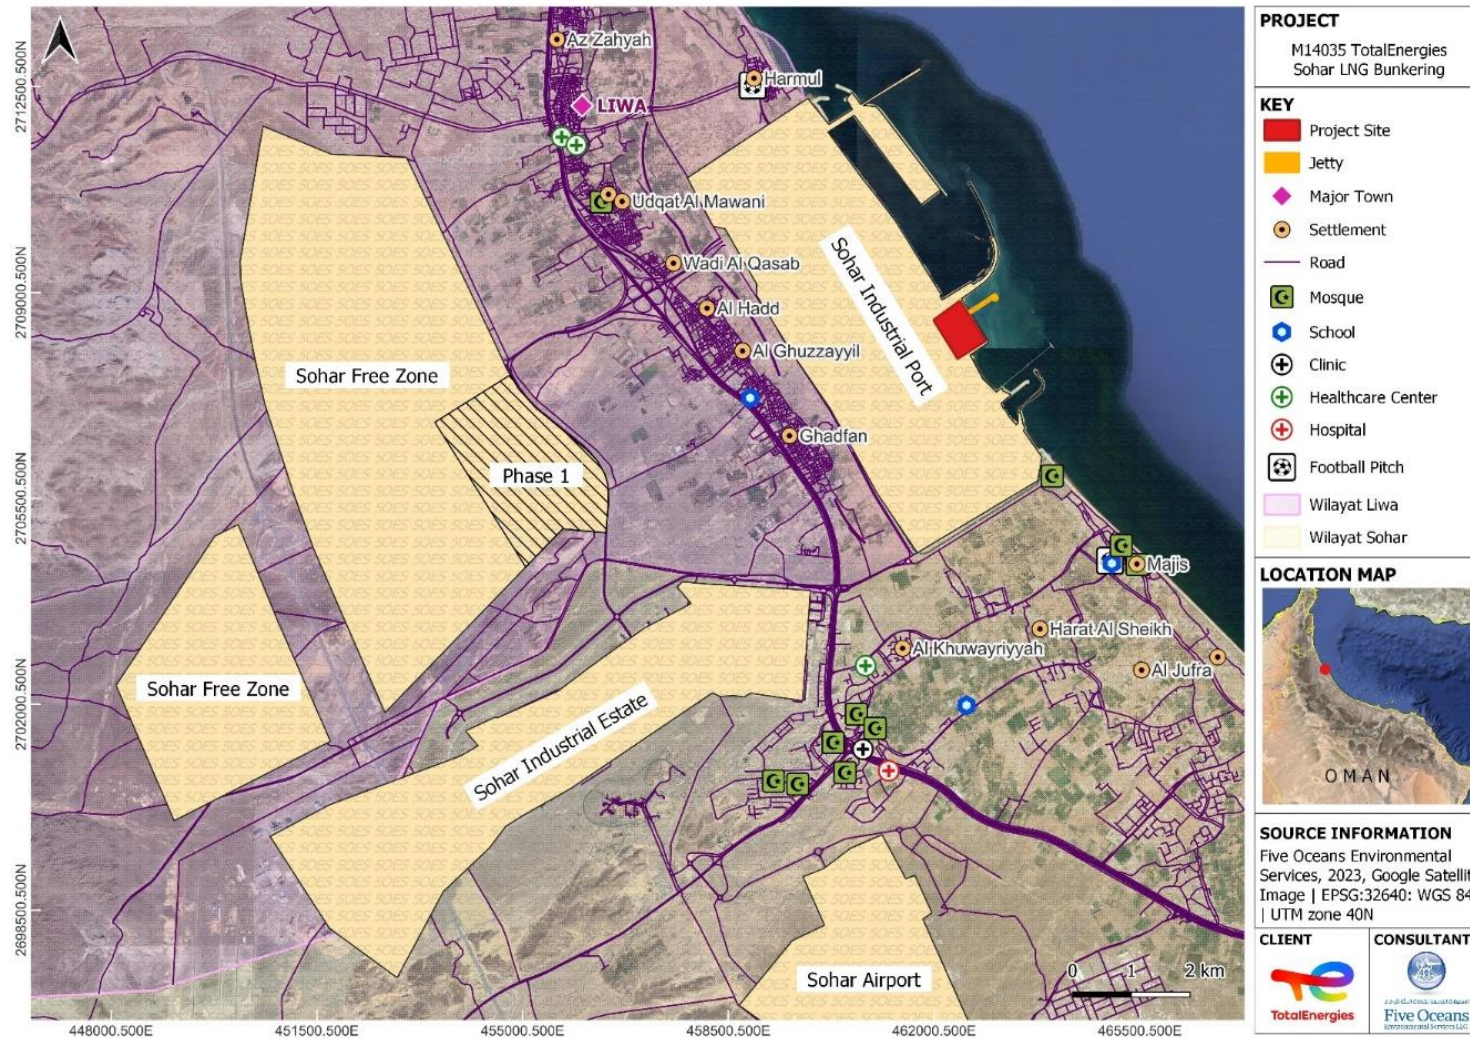 Az Zahyah
Harmul
LIWA
Udqat Al Mawani
Wadi Al Qasab
Al Hadd
Al Ghuzzayyil
Ghadfan
Sohar Industrial Port
Sohar Free Zone
Phase 1
Majis
Harat Al Sheikh
Al Khuwayriyyah
Al Jufra
Sohar Free Zone
Sohar Industrial Estate
Sohar Airport
0 1 2 km
2712500.500N
2709000.500N
2705500.500N
2702000.500N
2698500.500N
448000.500E
451500.500E
455000.500E
458500.500E
462000.500E
465500.500E
PROJECT
M14035 TotalEnergies
Sohar LNG Bunkering
KEY
Project Site
Jetty
Major Town
Settlement
Road
Mosque
School
Clinic
Healthcare Center
Hospital
Football Pitch
Wilayat Liwa
Wilayat Sohar
LOCATION MAP
OMAN
SOURCE INFORMATION
Five Oceans Environmental
Services, 2023, Google Satellit
Image | EPSG:32640: WGS 84
| UTM zone 40N
CLIENT
TotalEnergies
CONSULTANT
Five Oceans
Environmental Services LLC